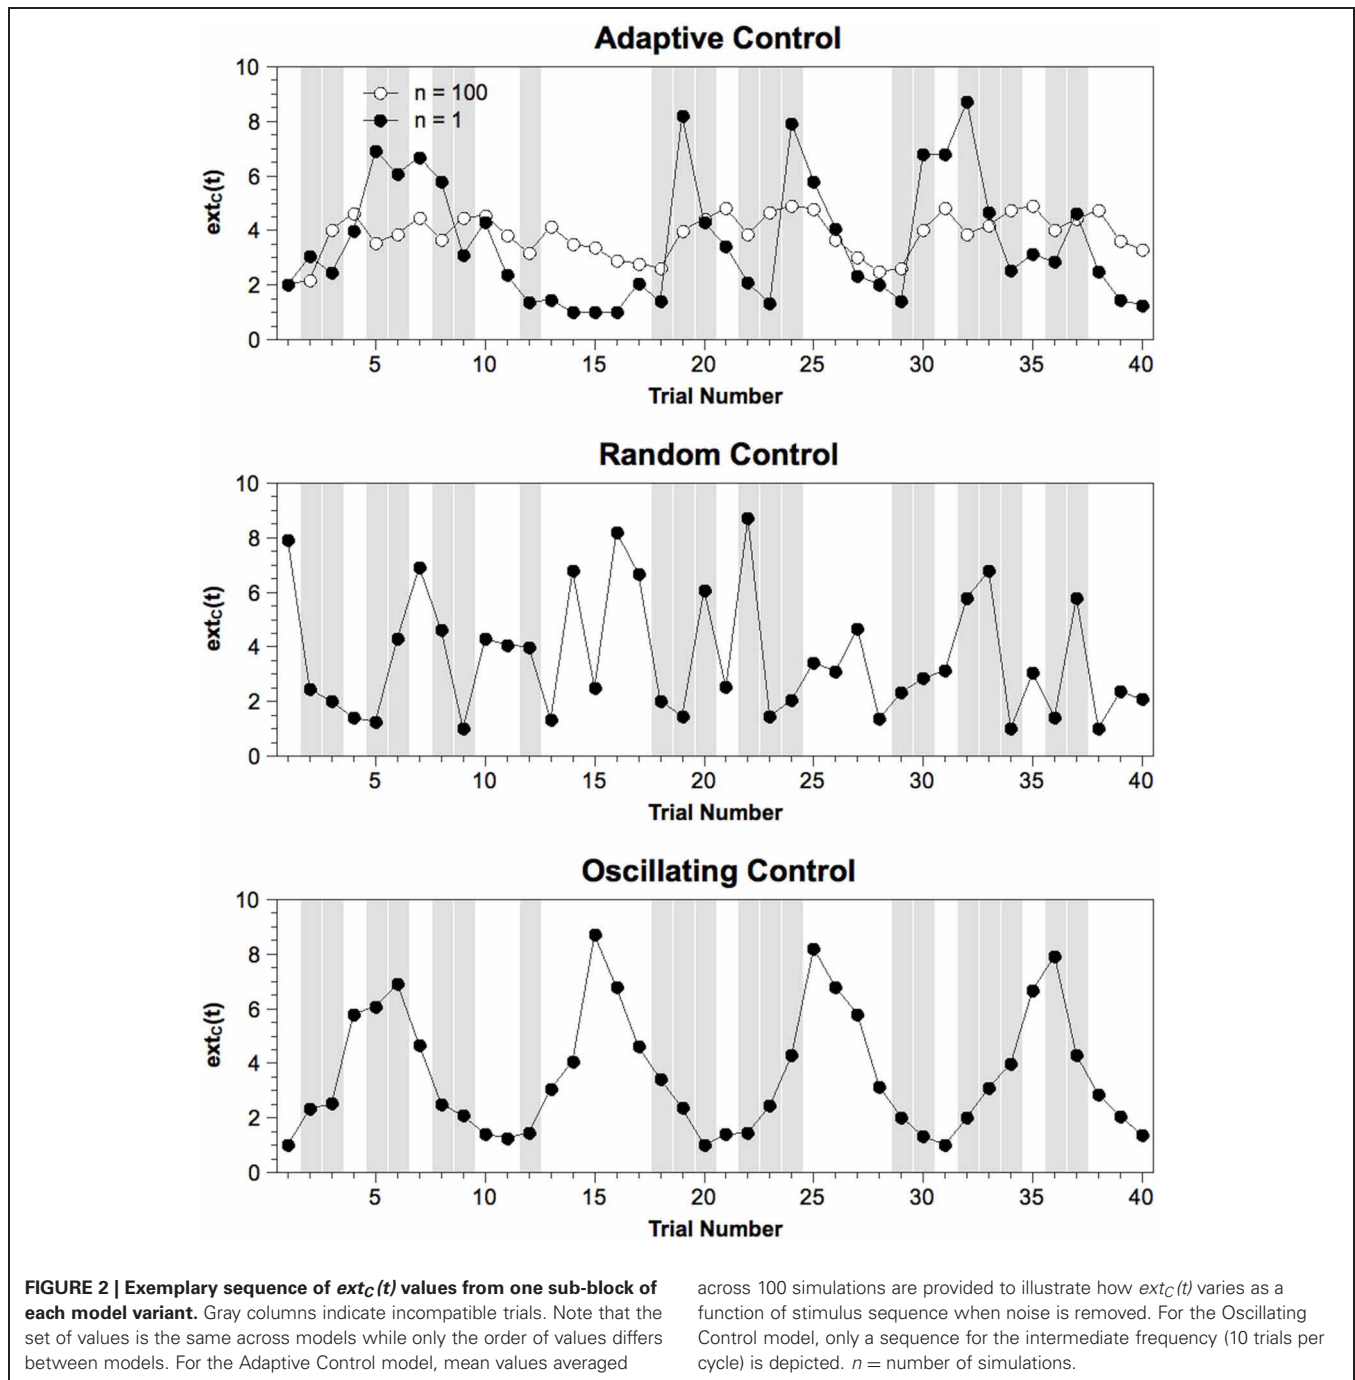 Adaptive Control
10
8
6
4
2
0
ext_C(t)
n = 100
n = 1
5 10 15 20 25 30 35 40
Trial Number
Random Control
10
8
6
4
2
0
ext_C(t)
5 10 15 20 25 30 35 40
Trial Number
Oscillating Control
10
8
6
4
2
0
ext_C(t)
5 10 15 20 25 30 35 40
Trial Number
FIGURE 2 | Exemplary sequence of ext_C(t) values from one sub-block of
each model variant. Gray columns indicate incompatible trials. Note that the
set of values is the same across models while only the order of values differs
between models. For the Adaptive Control model, mean values averaged
across 100 simulations are provided to illustrate how ext_C(t) varies as a
function of stimulus sequence when noise is removed. For the Oscillating
Control model, only a sequence for the intermediate frequency (10 trials per
cycle) is depicted. n = number of simulations.